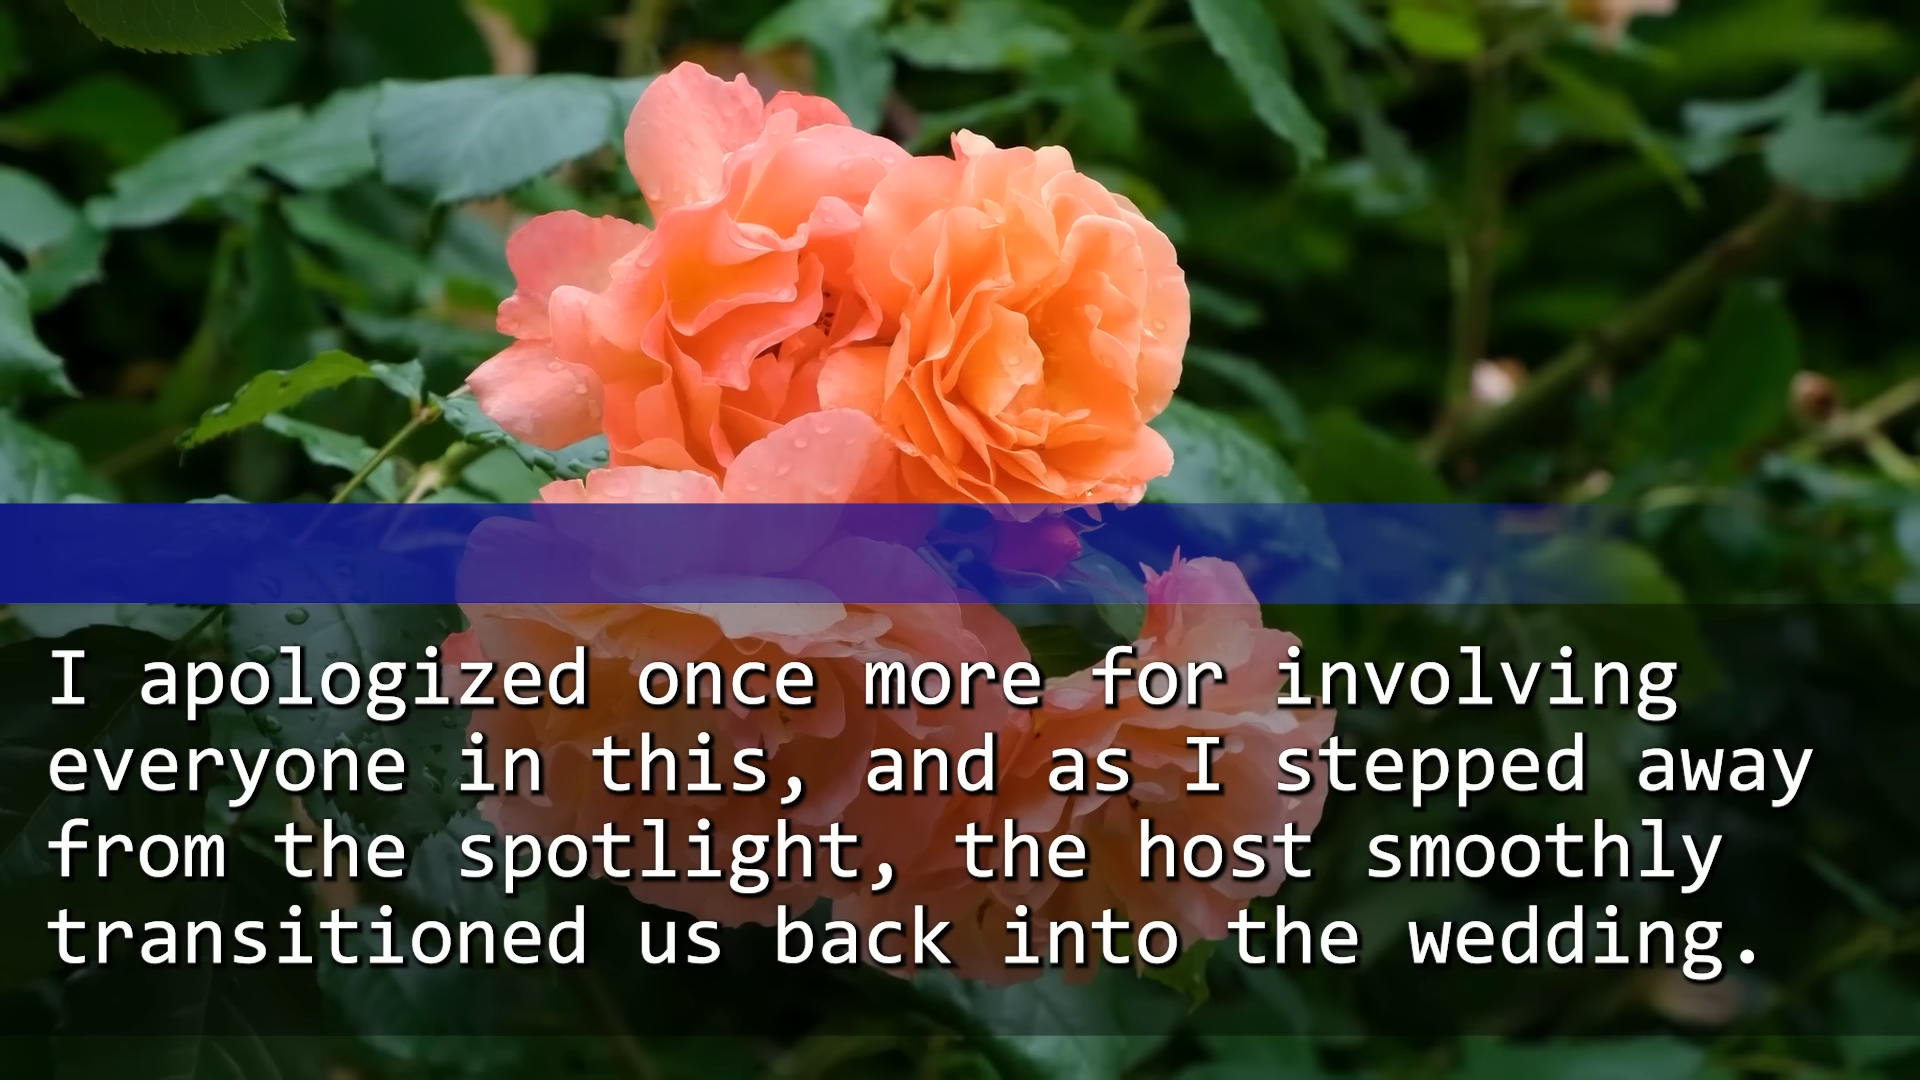 I apologized once more for involving
everyone in this, and as I stepped away
from the spotlight, the host smoothly
transitioned us back into the wedding.